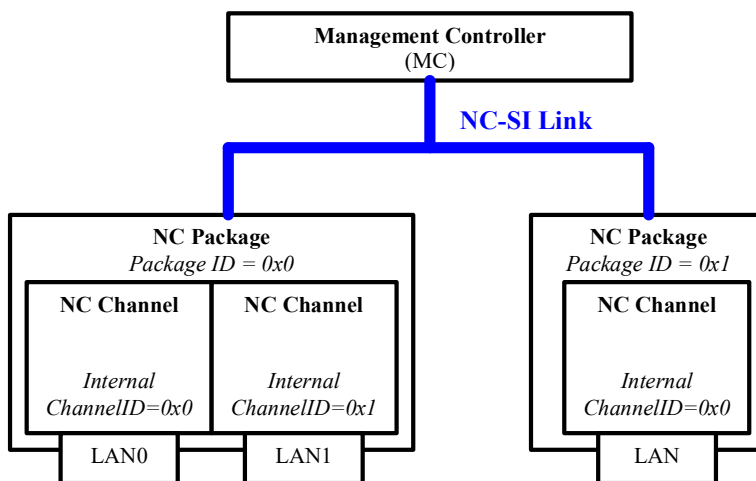 Management Controller
(MC)
NC-SI Link
NC Package
Package ID = 0x0
NC Channel
Internal
ChannelID=0x0
NC Channel
Internal
ChannelID=0x1
LAN0
LAN1
NC Package
Package ID = 0x1
NC Channel
Internal
ChannelID=0x0
LAN